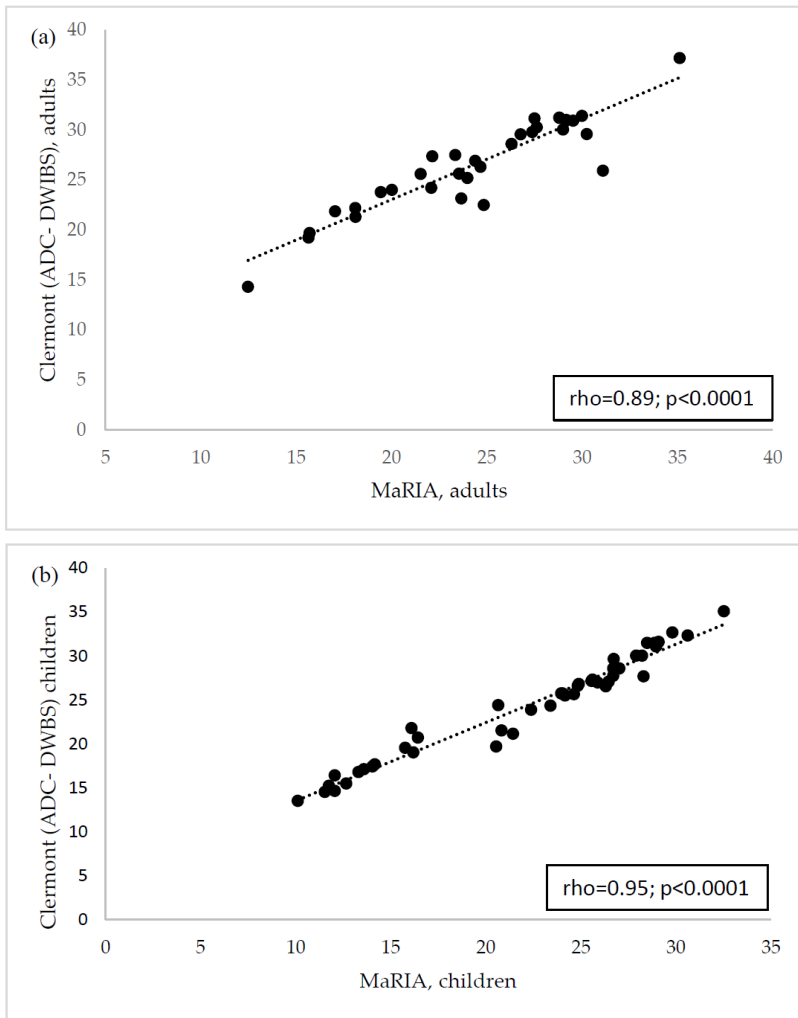 (a)
Clermont (ADC- DWIBS), adults
40
35
30
25
20
15
10
5
0
5 10 15 20 25 30 35 40
rho=0.89; p<0.0001
MaRIA, adults
(b)
Clermont (ADC- DWBS) children
40
35
30
25
20
15
10
5
0
0 5 10 15 20 25 30 35
rho=0.95; p<0.0001
MaRIA, children